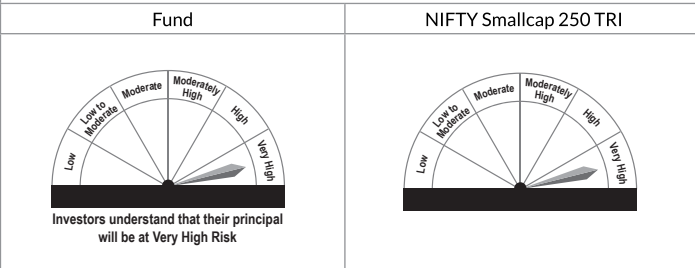 Fund
NIFTY Smallcap 250 TRI
Low
Low to
Moderate
Moderate
Moderately
High
High
Very High
Investors understand that their principal
will be at Very High Risk
Low
Low to
Moderate
Moderate
Moderately
High
High
Very High